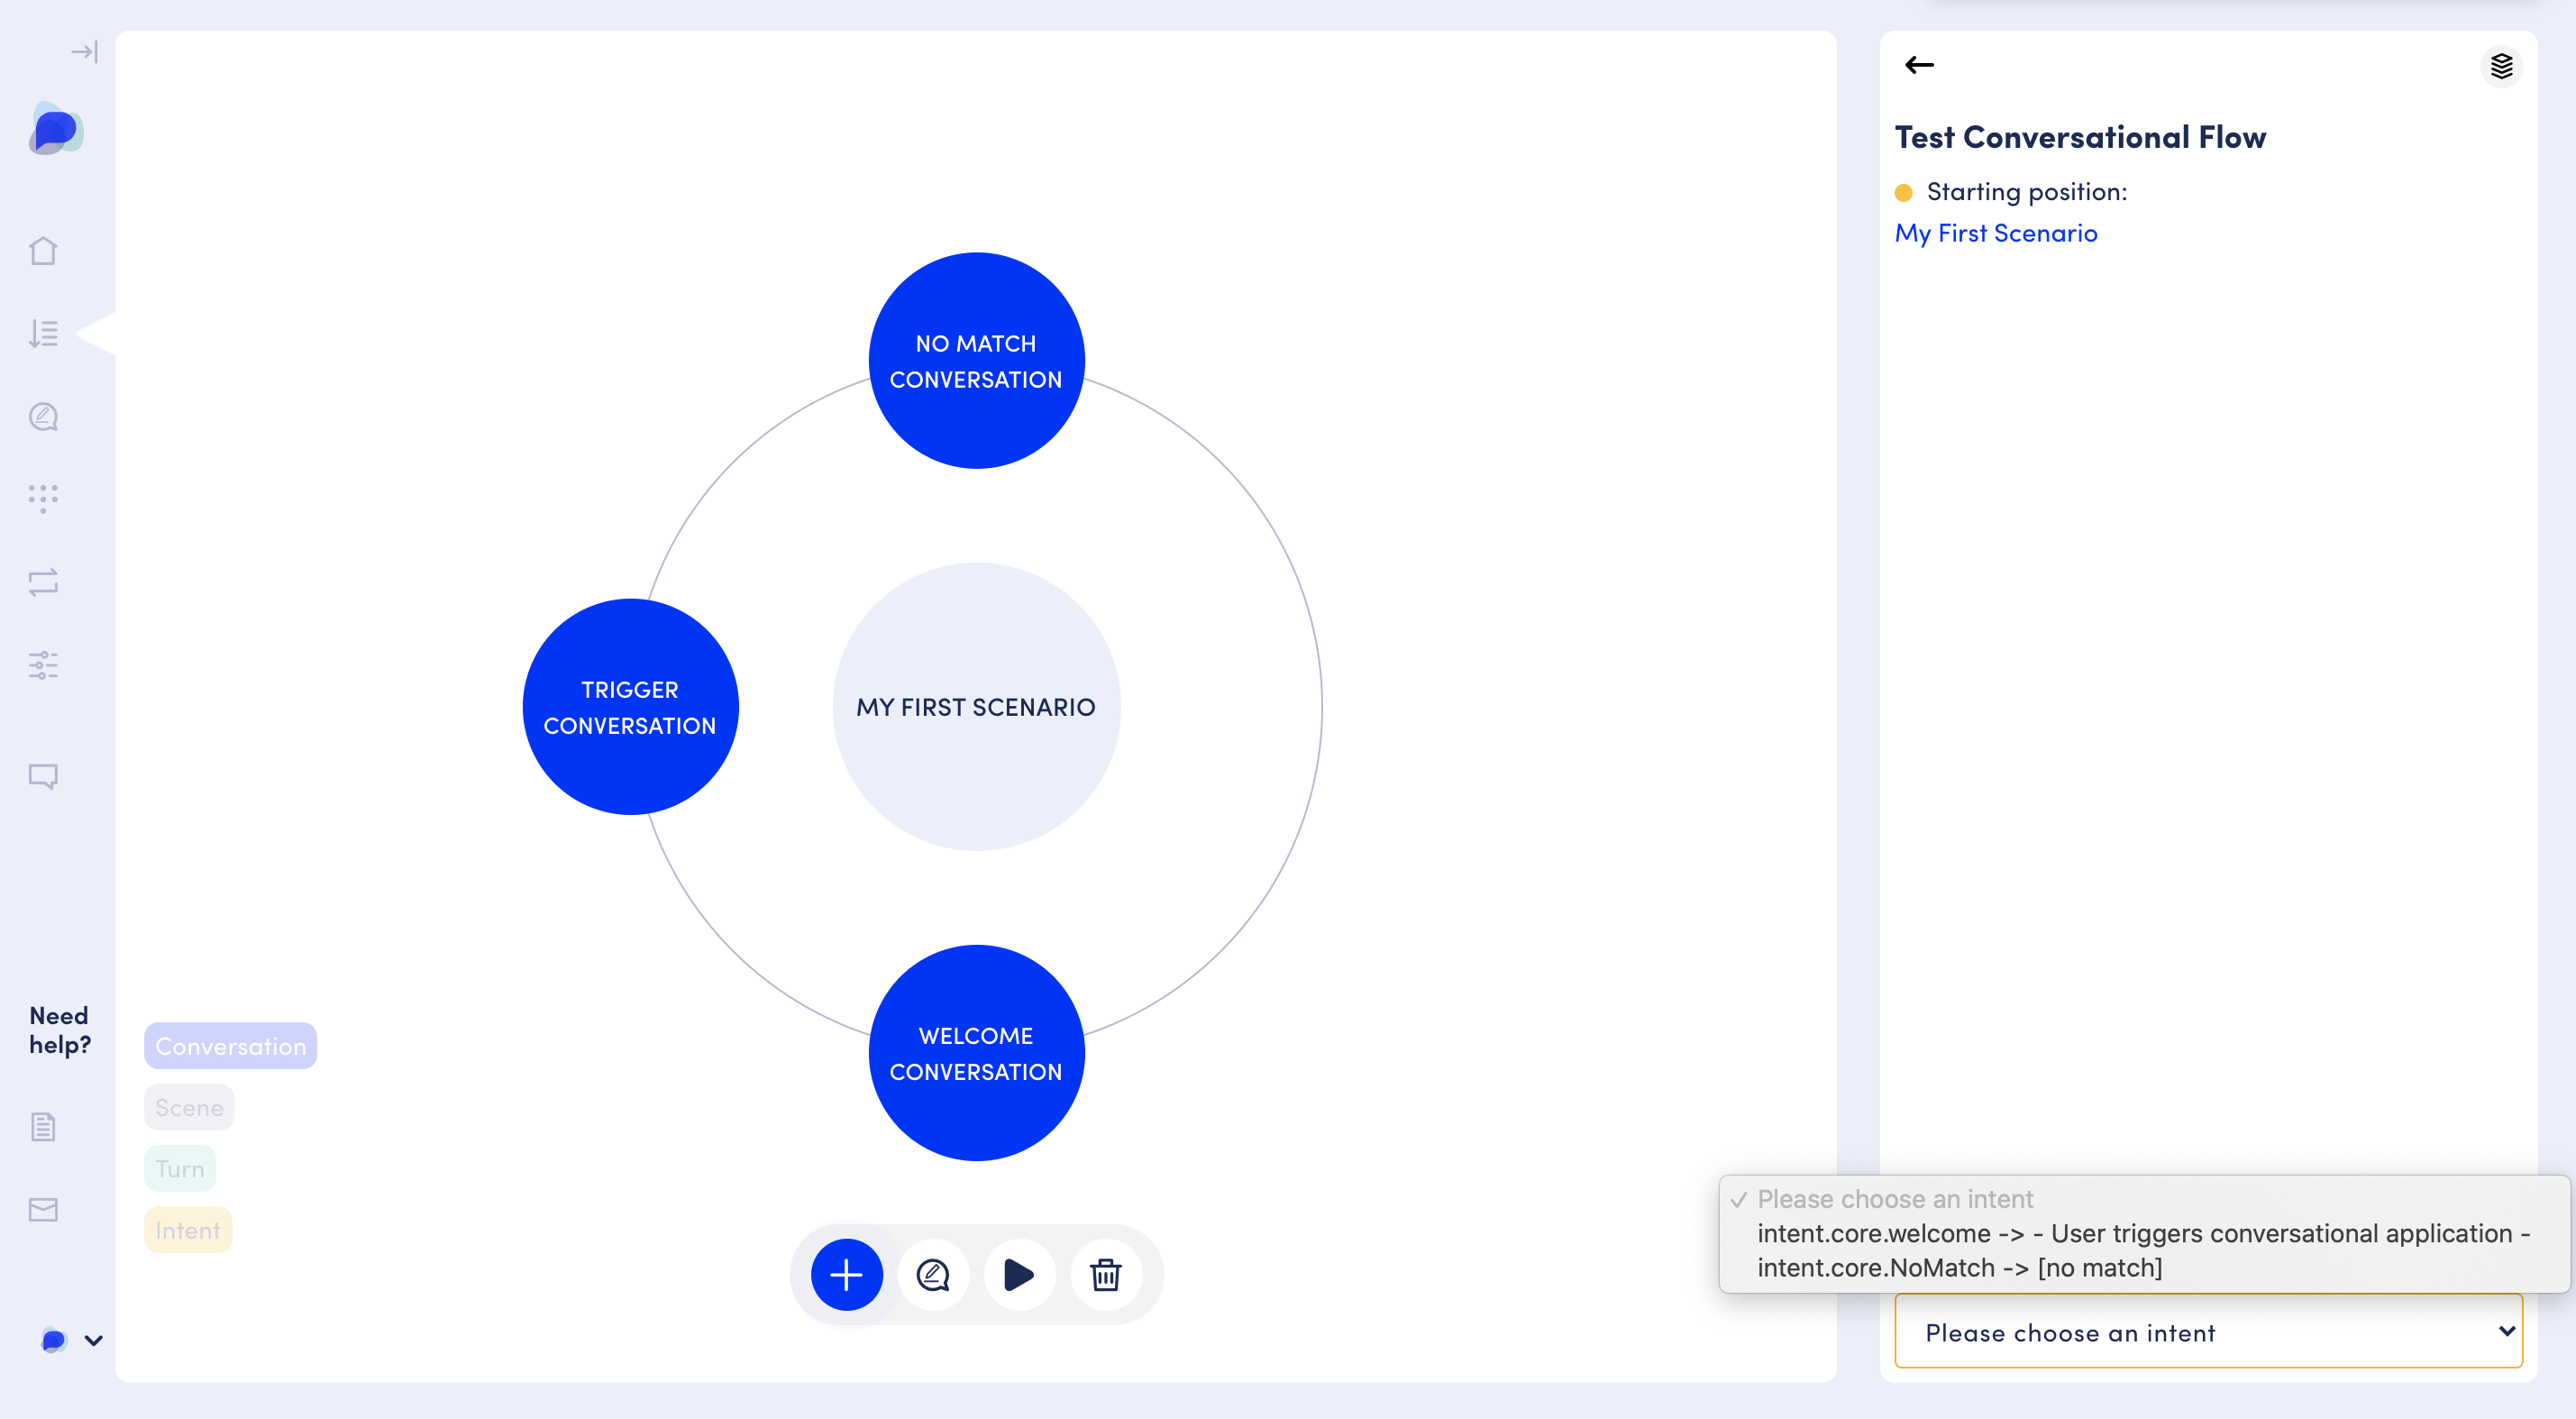 NO MATCH
CONVERSATION
TRIGGER
CONVERSATION
MY FIRST SCENARIO
WELCOME
CONVERSATION
Need
help?
Conversation
Scene
Turn
Intent
Test Conversational Flow
Starting position:
My First Scenario
Please choose an intent
intent.core.welcome -> - User triggers conversational application -
intent.core.NoMatch -> [no match]
Please choose an intent